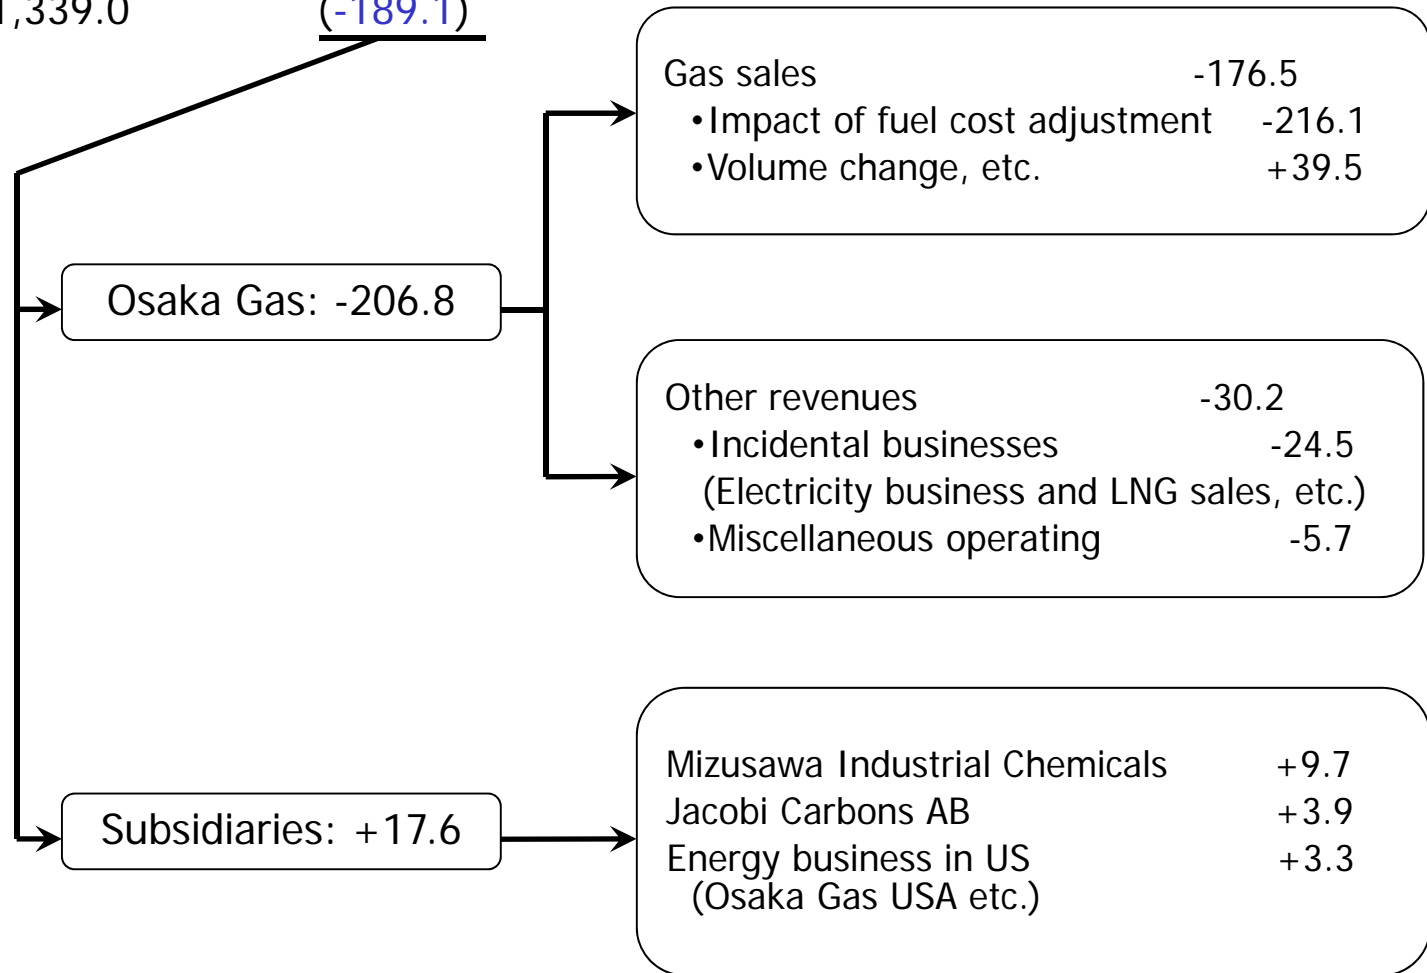 1,339.0 (-189.1)
Gas sales -176.5
•Impact of fuel cost adjustment -216.1
•Volume change, etc. +39.5
Osaka Gas: -206.8
Other revenues -30.2
•Incidental businesses -24.5
(Electricity business and LNG sales, etc.)
•Miscellaneous operating -5.7
Subsidiaries: +17.6
Mizusawa Industrial Chemicals +9.7
Jacobi Carbons AB +3.9
Energy business in US +3.3
(Osaka Gas USA etc.)